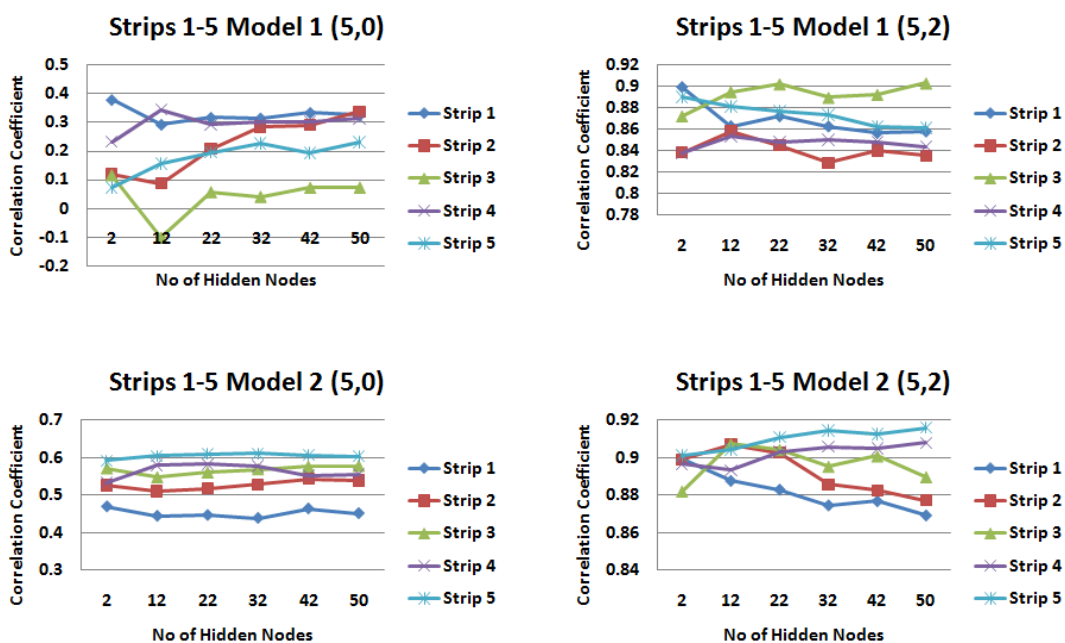 Strips 1-5 Model 1 (5,0)
Correlation Coefficient
0.5
0.4
0.3
0.2
0.1
0
-0.1
-0.2
2 12 22 32 42 50
No of Hidden Nodes
Strip 1
Strip 2
Strip 3
Strip 4
Strip 5
Strips 1-5 Model 1 (5,2)
Correlation Coefficient
0.92
0.9
0.88
0.86
0.84
0.82
0.8
0.78
2 12 22 32 42 50
No of Hidden Nodes
Strip 1
Strip 2
Strip 3
Strip 4
Strip 5
Strips 1-5 Model 2 (5,0)
Correlation Coefficient
0.7
0.6
0.5
0.4
0.3
2 12 22 32 42 50
No of Hidden Nodes
Strip 1
Strip 2
Strip 3
Strip 4
Strip 5
Strips 1-5 Model 2 (5,2)
Correlation Coefficient
0.92
0.9
0.88
0.86
0.84
2 12 22 32 42 50
No of Hidden Nodes
Strip 1
Strip 2
Strip 3
Strip 4
Strip 5